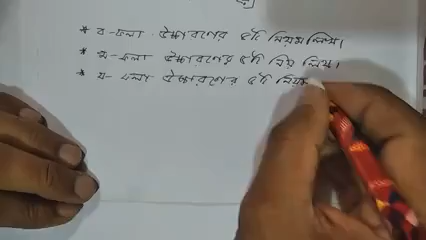 * ব-ফলা উচ্চারণের ৫টি নিয়ম লিখ।
* ম-ফলা উচ্চারণের ৫টি নিয়ম লিখ।
* য-ফলা উচ্চারণের ৫টি নিয়ম